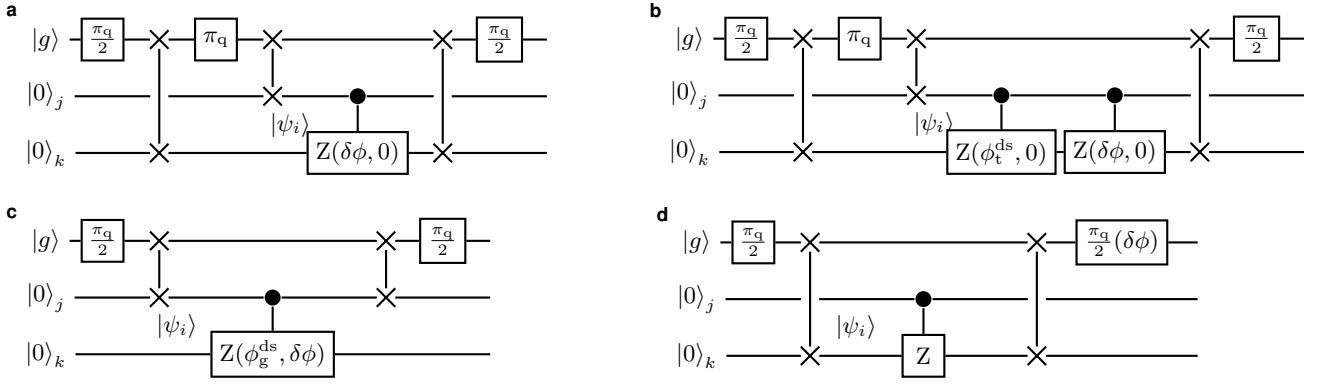 a
|g⟩ π_q/2 π_q π_q/2
|0⟩_j
|ψ_i⟩
|0⟩_k Z(δϕ, 0)
b
|g⟩ π_q/2 π_q π_q/2
|0⟩_j
|ψ_i⟩
|0⟩_k Z(ϕ_t^ds, 0) Z(δϕ, 0)
c
|g⟩ π_q/2 π_q/2
|0⟩_j
|ψ_i⟩
|0⟩_k Z(ϕ_g^ds, δϕ)
d
|g⟩ π_q/2 π_q/2 (δϕ)
|0⟩_j
|ψ_i⟩
|0⟩_k Z